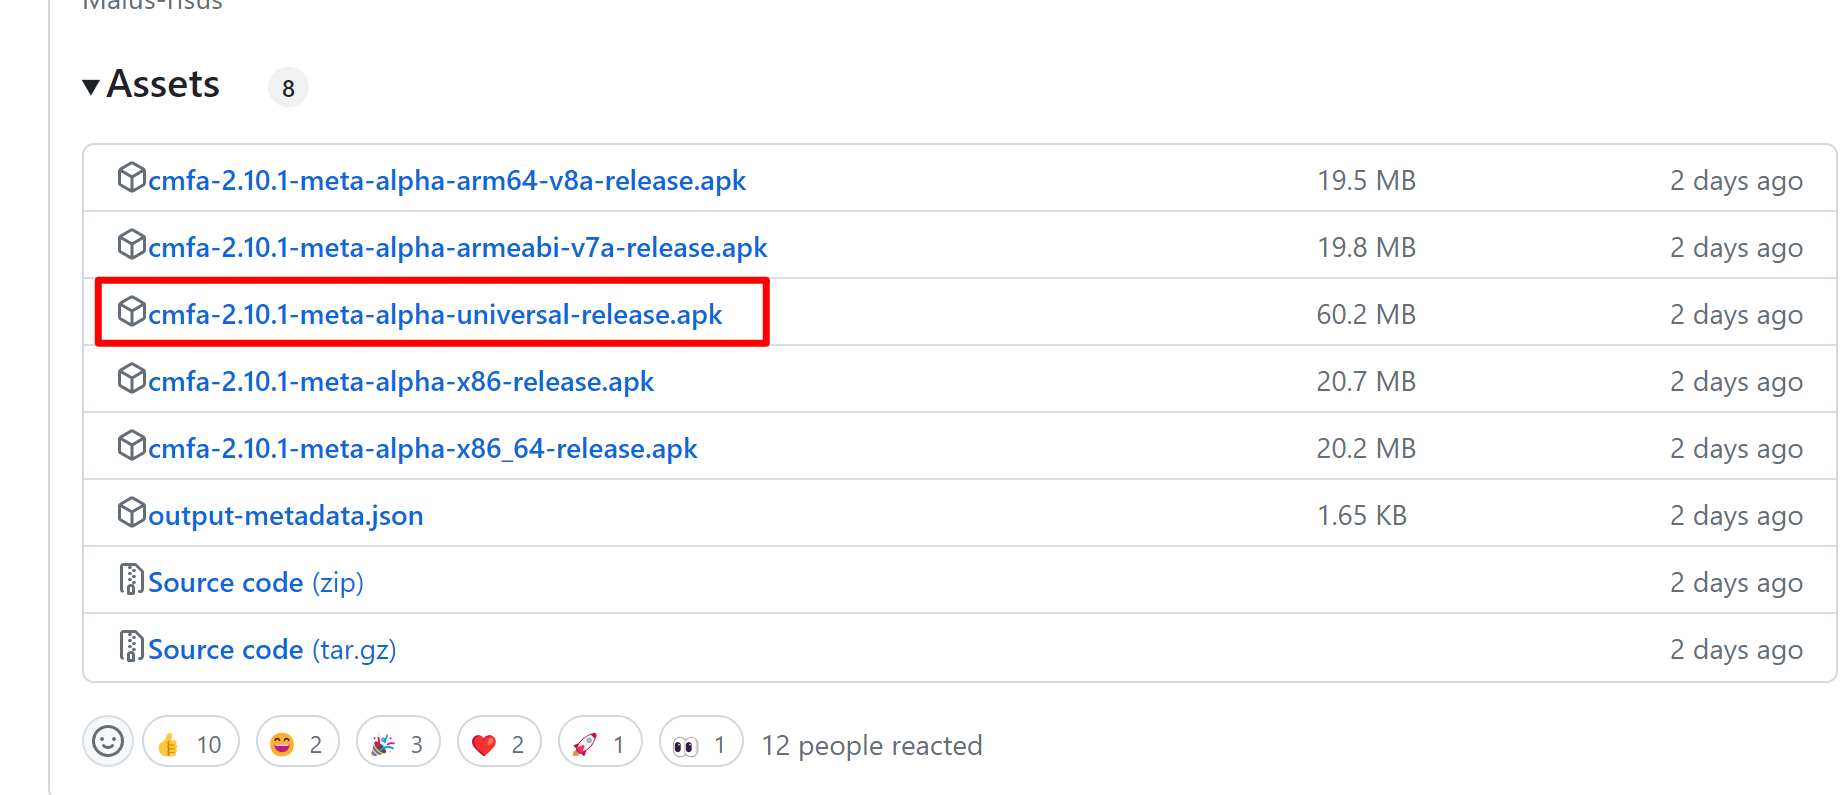 Assets 8
cmfa-2.10.1-meta-alpha-arm64-v8a-release.apk 19.5 MB 2 days ago
cmfa-2.10.1-meta-alpha-armeabi-v7a-release.apk 19.8 MB 2 days ago
cmfa-2.10.1-meta-alpha-universal-release.apk 60.2 MB 2 days ago
cmfa-2.10.1-meta-alpha-x86-release.apk 20.7 MB 2 days ago
cmfa-2.10.1-meta-alpha-x86_64-release.apk 20.2 MB 2 days ago
output-metadata.json 1.65 KB 2 days ago
Source code (zip) 2 days ago
Source code (tar.gz) 2 days ago
10 2 3 2 1 1 12 people reacted